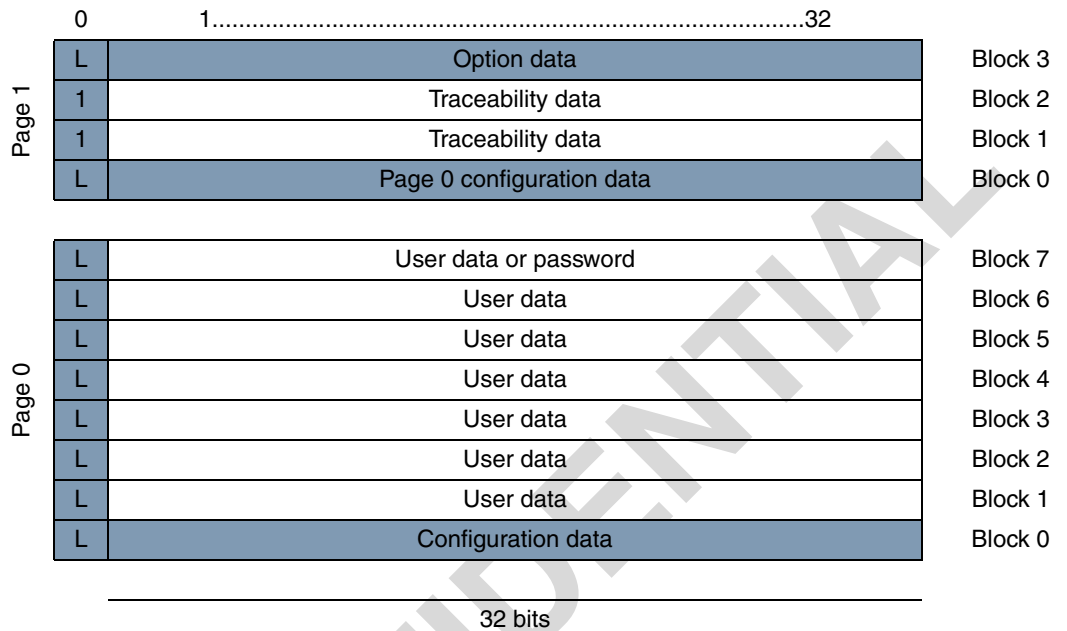 0 1..........................................................................................32
L Option data Block 3
1 Traceability data Block 2
1 Traceability data Block 1
L Page 0 configuration data Block 0
Page 1
L User data or password Block 7
L User data Block 6
L User data Block 5
L User data Block 4
L User data Block 3
L User data Block 2
L User data Block 1
L Configuration data Block 0
Page 0
32 bits
FIDENTIAL